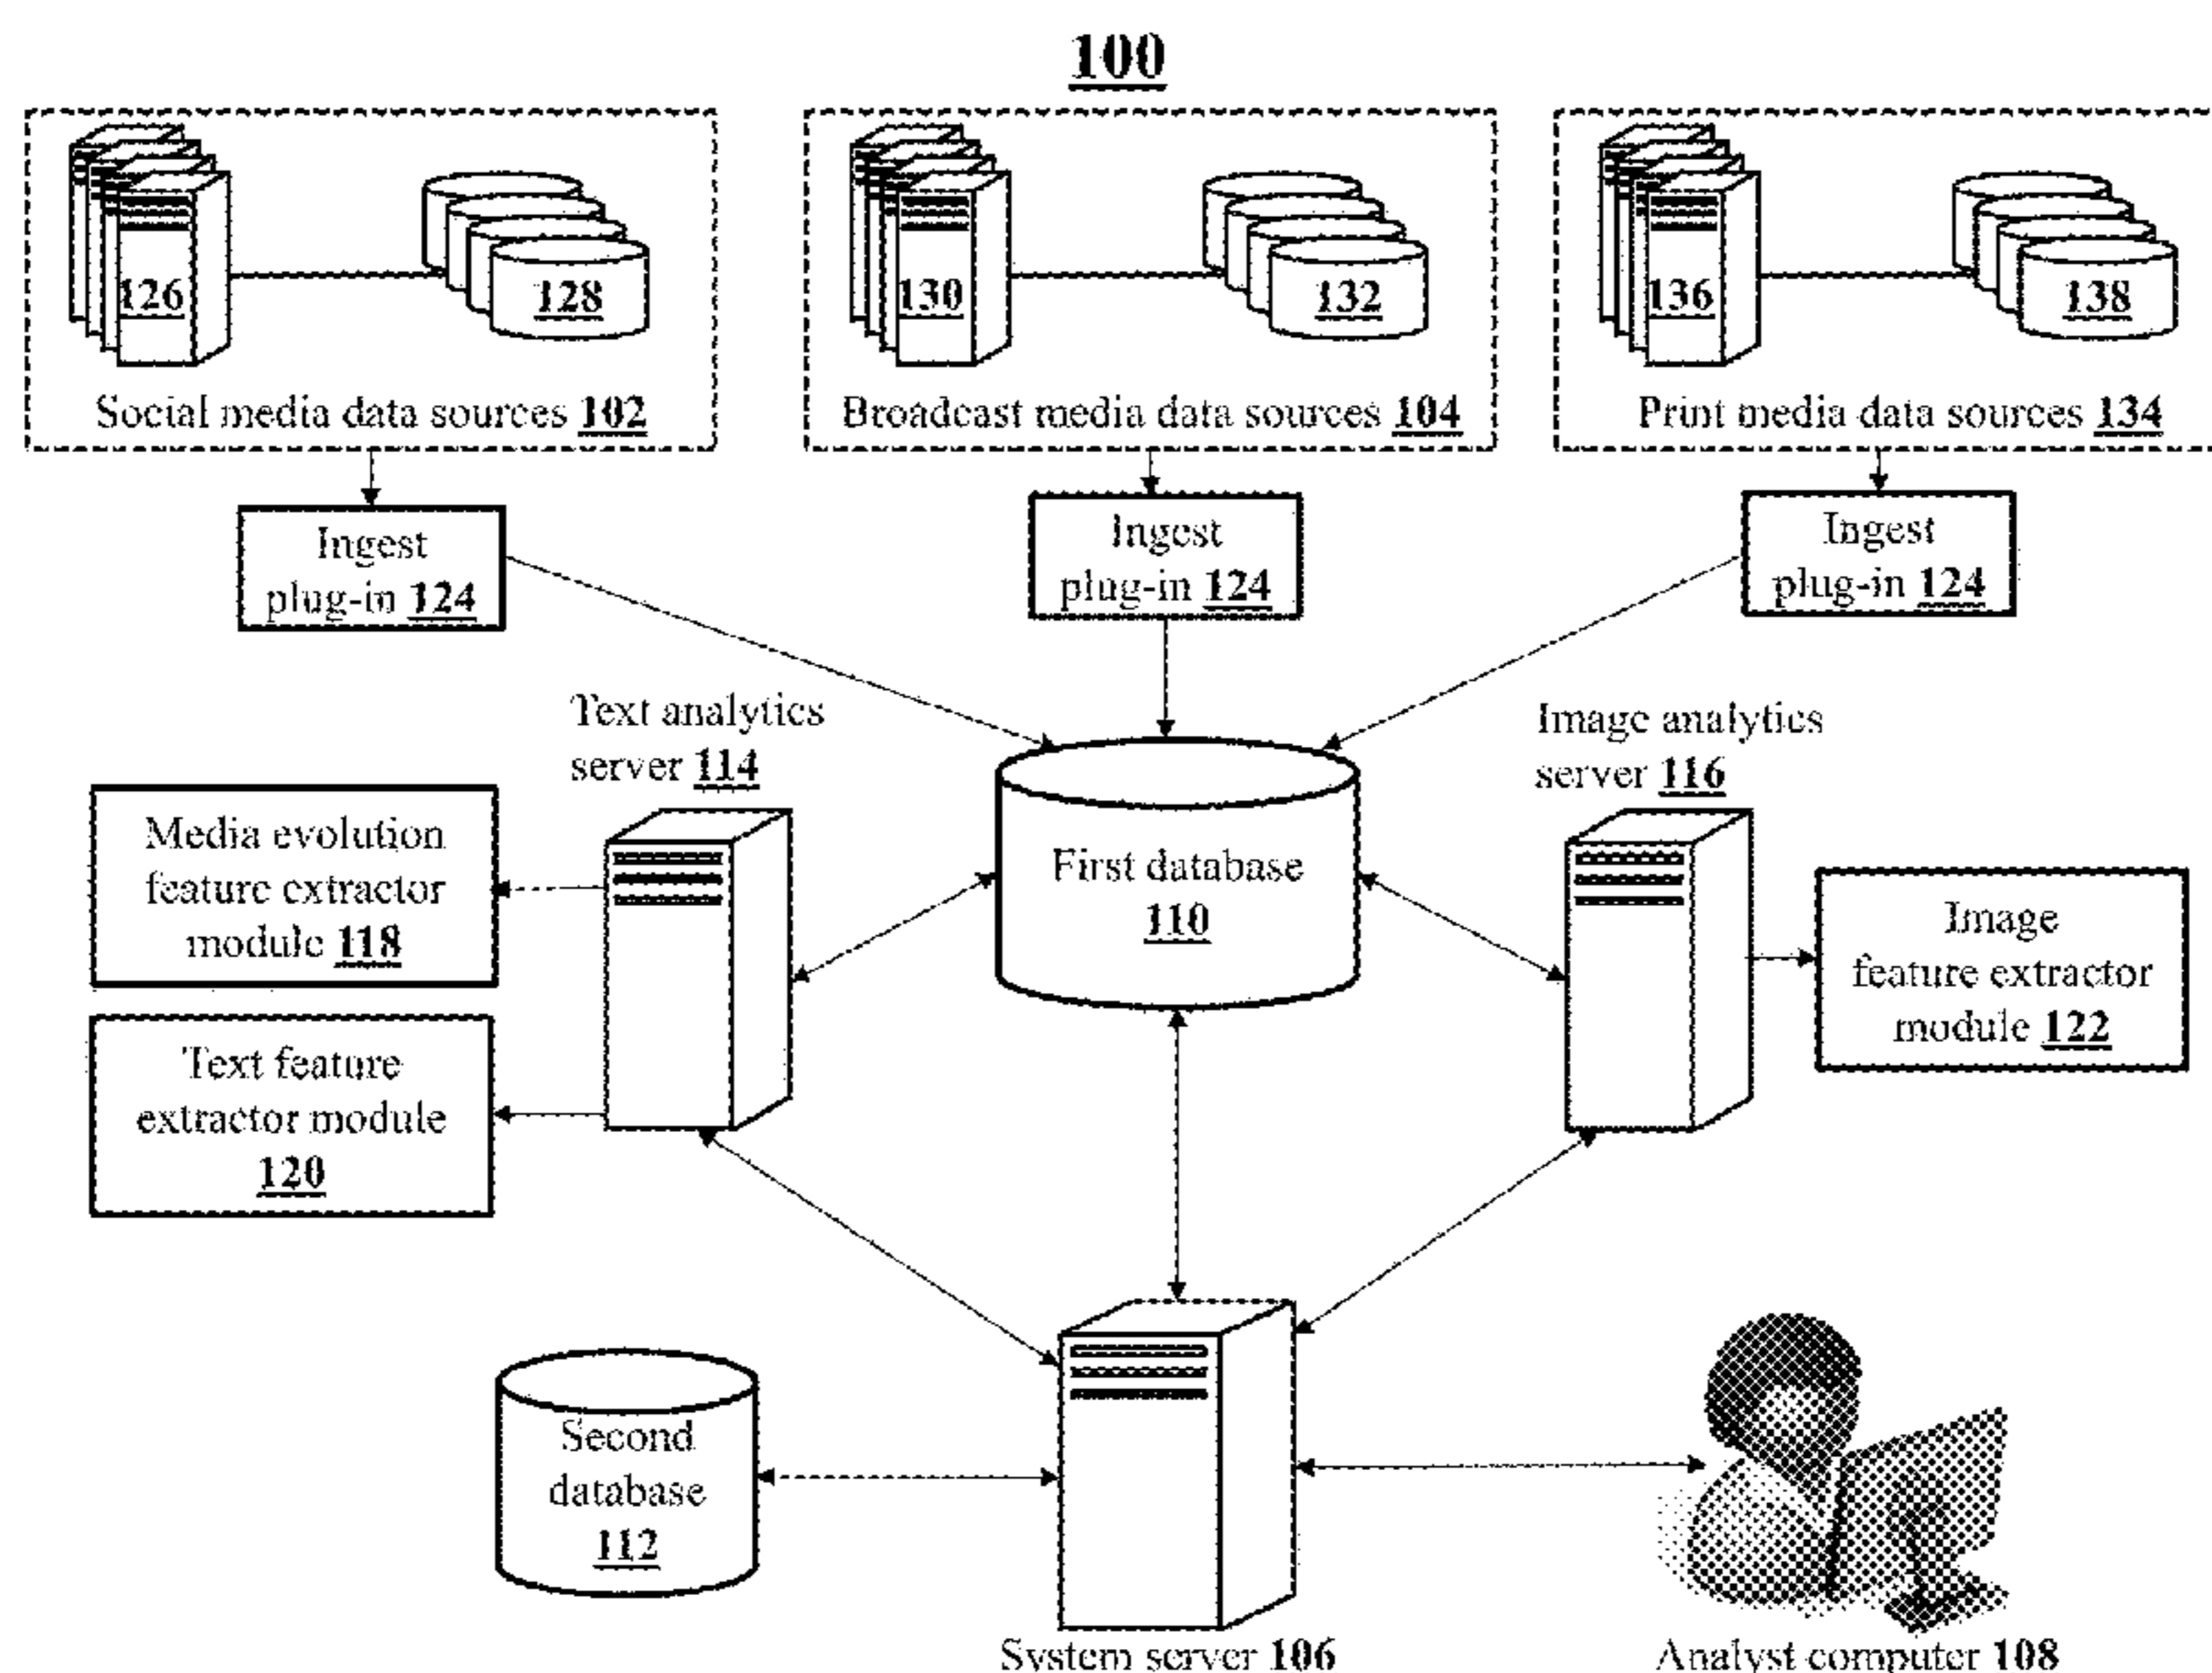 100
126
128
130
132
136
138
Social media data sources 102
Broadcast media data sources 104
Print media data sources 134
Ingest
plug-in 124
Ingest
plug-in 124
Ingest
plug-in 124
Text analytics
server 114
Image analytics
server 116
Media evolution
feature extractor
module 118
First database
110
Image
feature extractor
module 122
Text feature
extractor module
120
Second
database
112
System server 106
Analyst computer 108